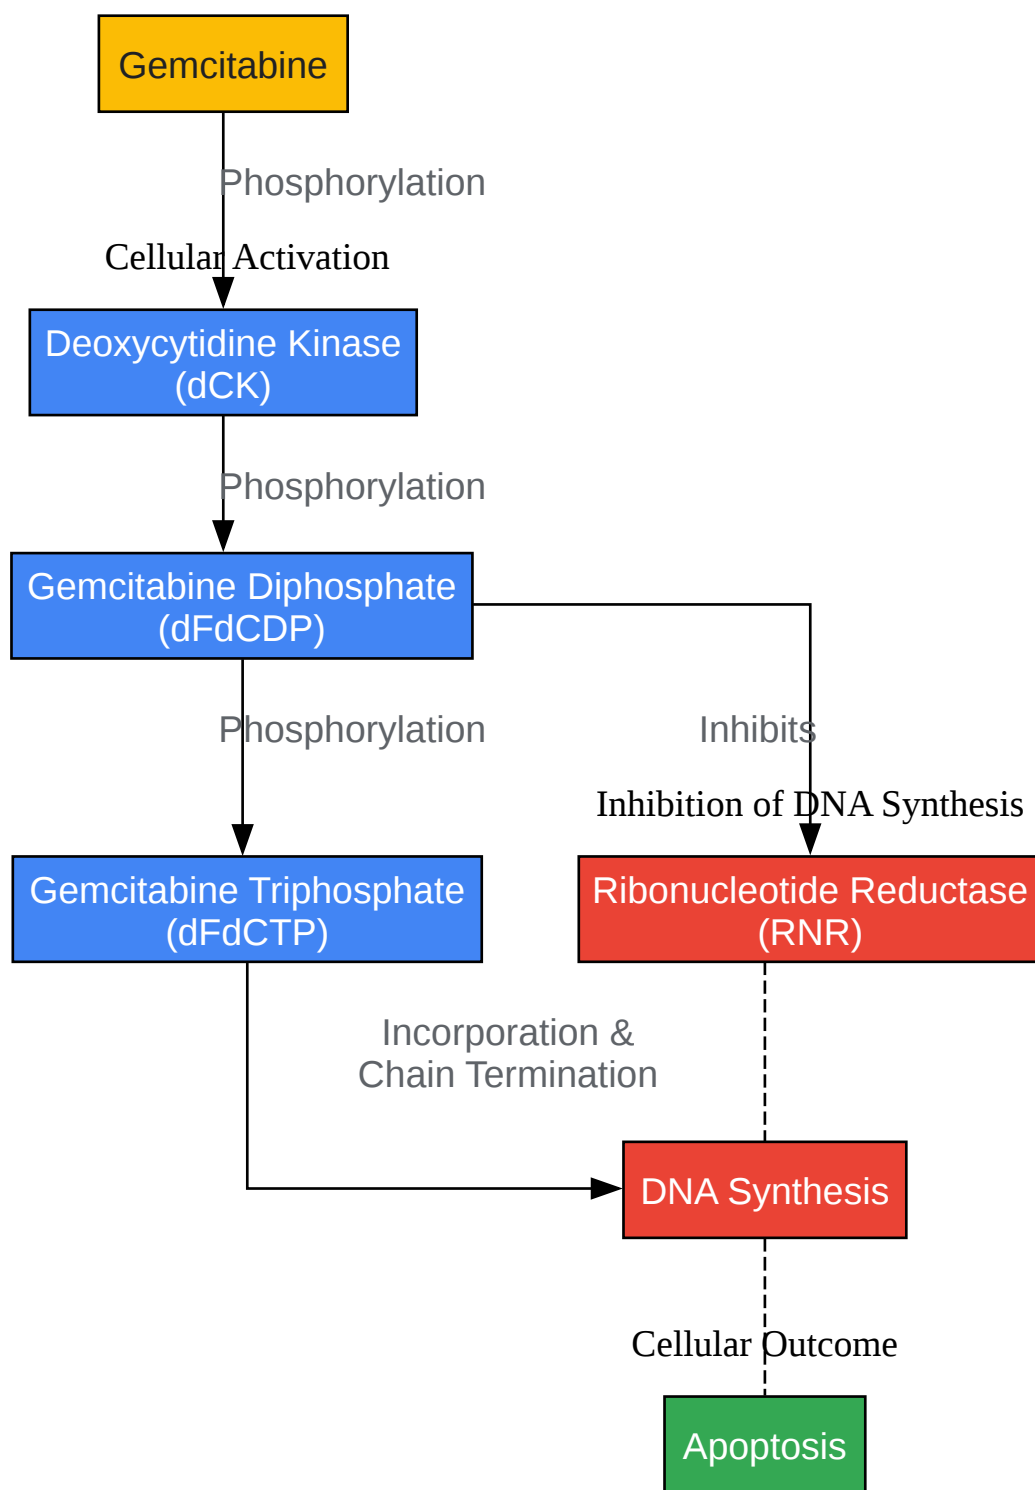 Gemcitabine
Phosphorylation
Cellular Activation
Deoxycytidine Kinase
(dCK)
Phosphorylation
Gemcitabine Diphosphate
(dFdCDP)
Phosphorylation
Inhibits
Inhibition of DNA Synthesis
Gemcitabine Triphosphate
(dFdCTP)
Ribonucleotide Reductase
(RNR)
Incorporation &
Chain Termination
DNA Synthesis
Cellular Outcome
Apoptosis